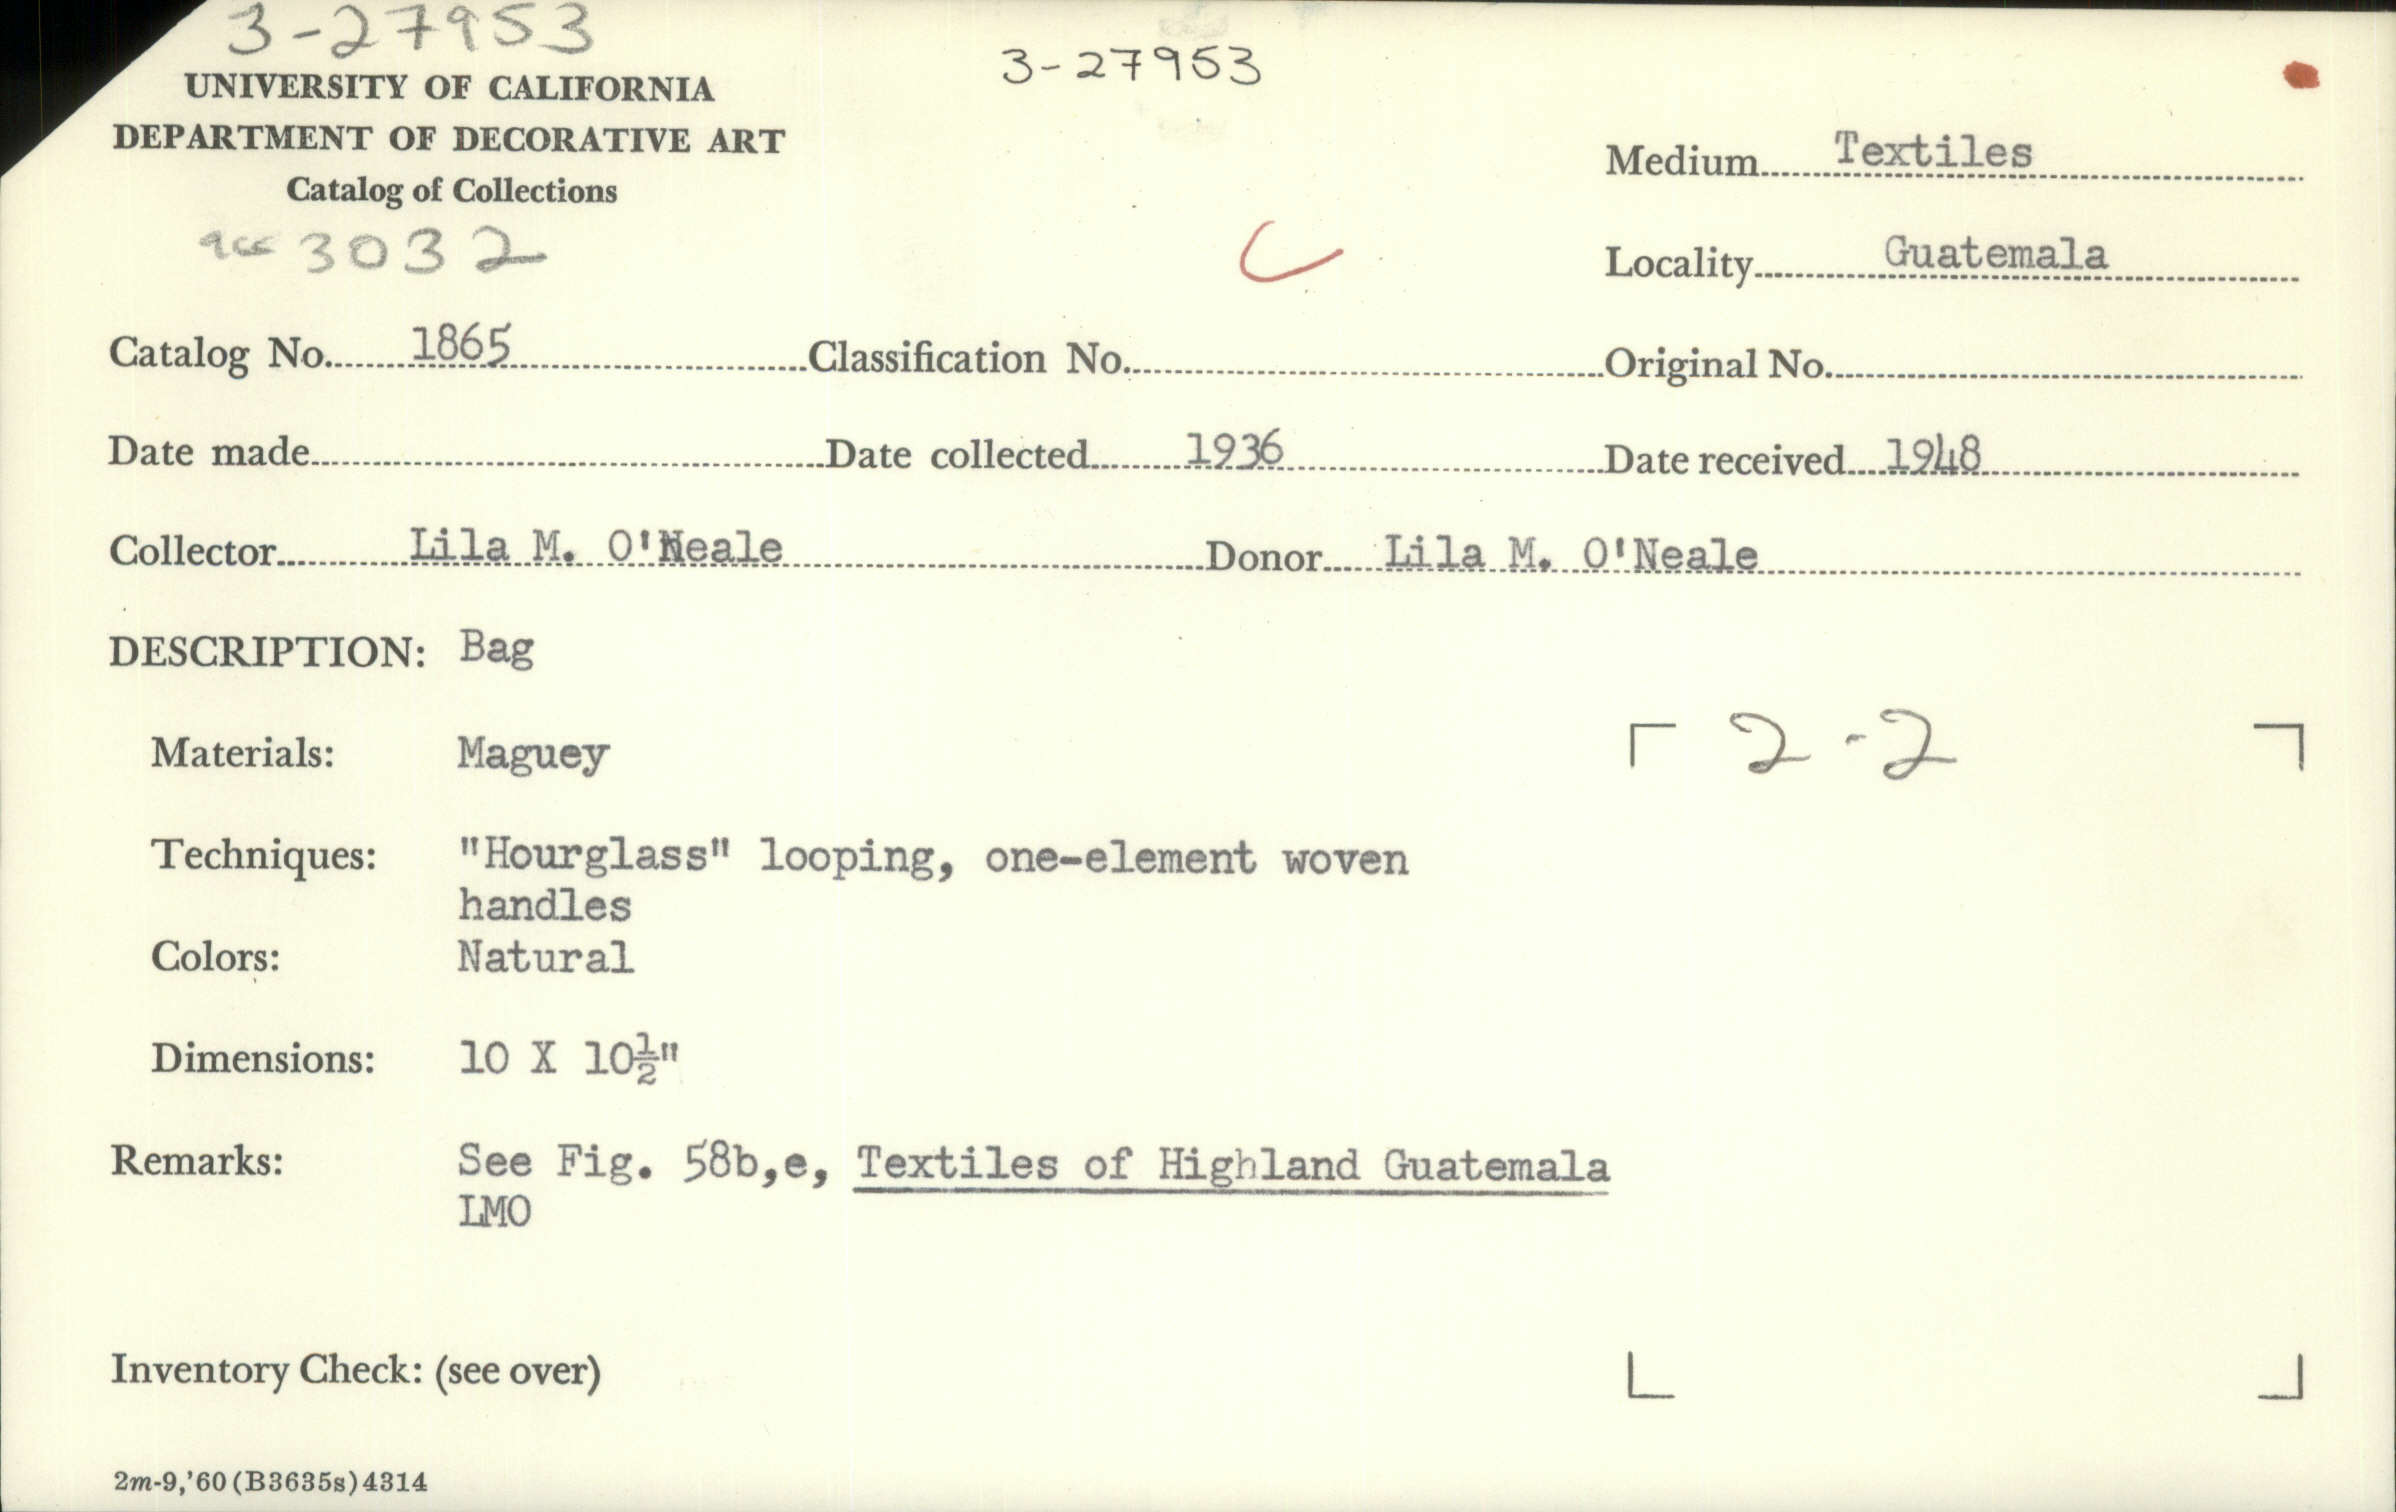 3-27953
3-27953
UNIVERSITY OF CALIFORNIA
DEPARTMENT OF DECORATIVE ART
Catalog of Collections
acc 3032
C
Medium Textiles
Locality Guatemala
Catalog No. 1865 Classification No. Original No.
Date made Date collected 1936 Date received 1948
Collector Lila M. O'Neale Donor Lila M. O'Neale
DESCRIPTION: Bag
Materials: Maguey
2-2
Techniques: "Hourglass" looping, one-element woven
handles
Colors: Natural
Dimensions: 10 X 10½"
Remarks: See Fig. 58b,e, Textiles of Highland Guatemala
LMO
Inventory Check: (see over)
2m-9,'60(B3635s)4314